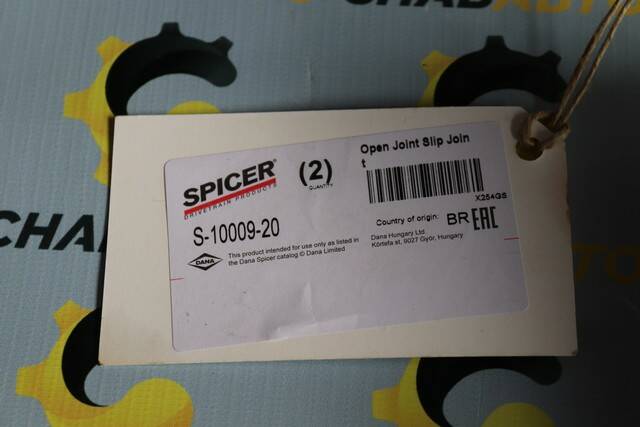 SPICER
DRIVETRAIN PRODUCTS
(2)
QUANTITY
Open Joint Slip Join
t
X254GS
S-10009-20
Country of origin: BR EAC
DANA
This product intended for use only as listed in
the Dana Spicer catalog © Dana Limited
Dana Hungary Ltd.
Körtefa st, 9027 Győr, Hungary